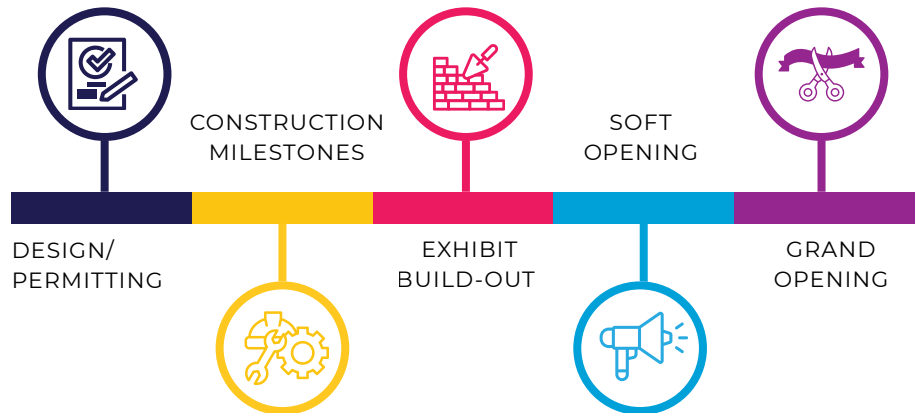 DESIGN/
PERMITTING
CONSTRUCTION
MILESTONES
EXHIBIT
BUILD-OUT
SOFT
OPENING
GRAND
OPENING